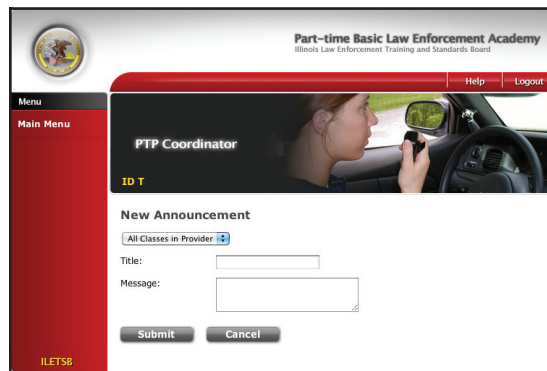 Part-time Basic Law Enforcement Academy
Illinois Law Enforcement Training and Standards Board
Help
Logout
Menu
Main Menu
PTP Coordinator
ID T
New Announcement
All Classes in Provider
Title:
Message:
Submit
Cancel
ILETSB